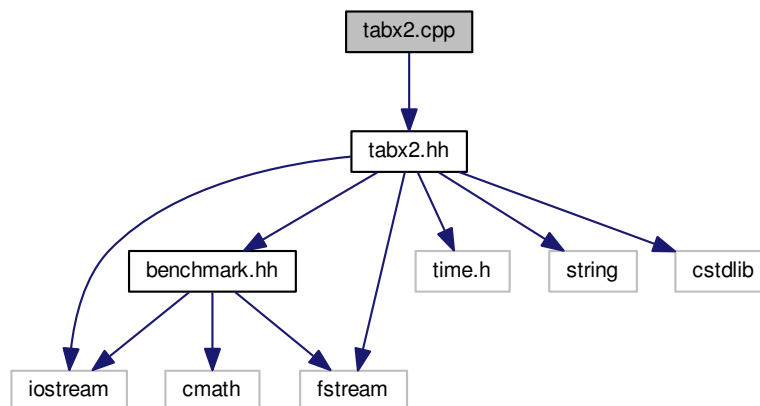 tabx2.cpp
tabx2.hh
benchmark.hh
time.h
string
cstdlib
iostream
cmath
fstream